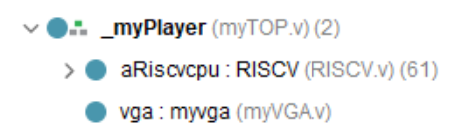 _myPlayer (myTOP.v) (2)
aRiscvcpu : RISCV (RISCV.v) (61)
vga : myvga (myVGA.v)